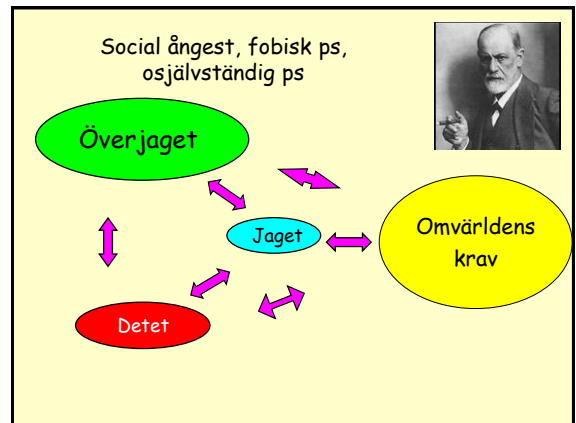 Social ångest, fobisk ps,
osjälvständig ps
Överjaget
Jaget
Omvärldens
krav
Detet